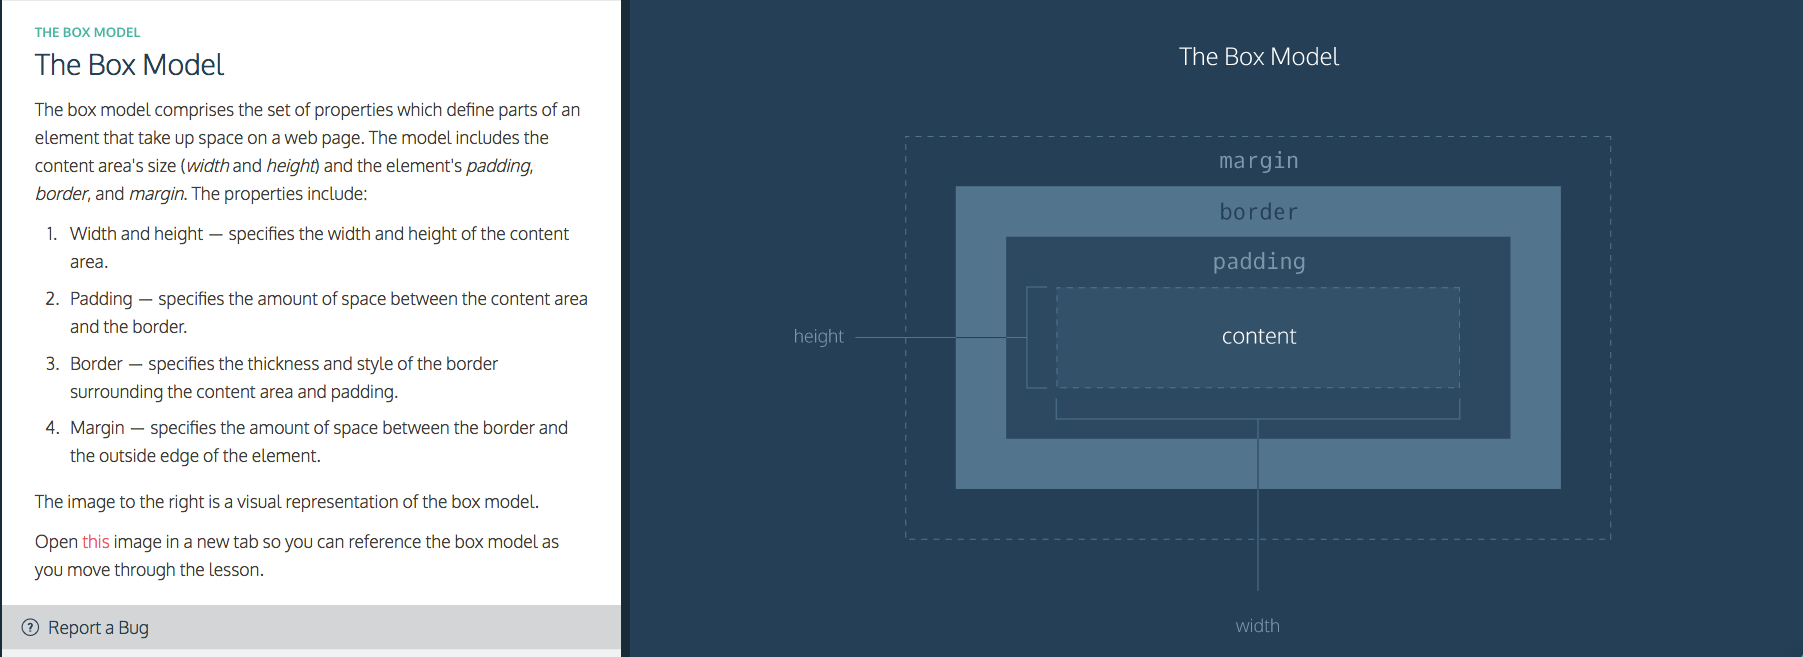 THE BOX MODEL
The Box Model
The box model comprises the set of properties which define parts of an
element that take up space on a web page. The model includes the
content area's size (width and height) and the element's padding,
border, and margin. The properties include:
1. Width and height — specifies the width and height of the content
area.
2. Padding — specifies the amount of space between the content area
and the border.
3. Border — specifies the thickness and style of the border
surrounding the content area and padding.
4. Margin — specifies the amount of space between the border and
the outside edge of the element.
The image to the right is a visual representation of the box model.
Open this image in a new tab so you can reference the box model as
you move through the lesson.
? Report a Bug
The Box Model
margin
border
padding
height
content
width